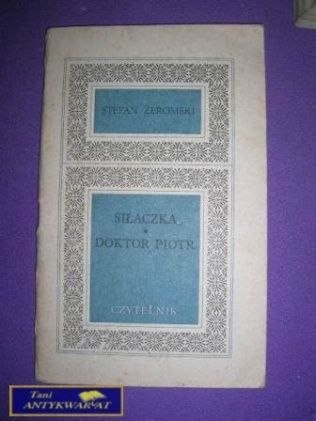 STEFAN ŻEROMSKI
SIŁACZKA
DOKTOR PIOTR
CZYTELNIK
Tani
ANTYKWARIAT